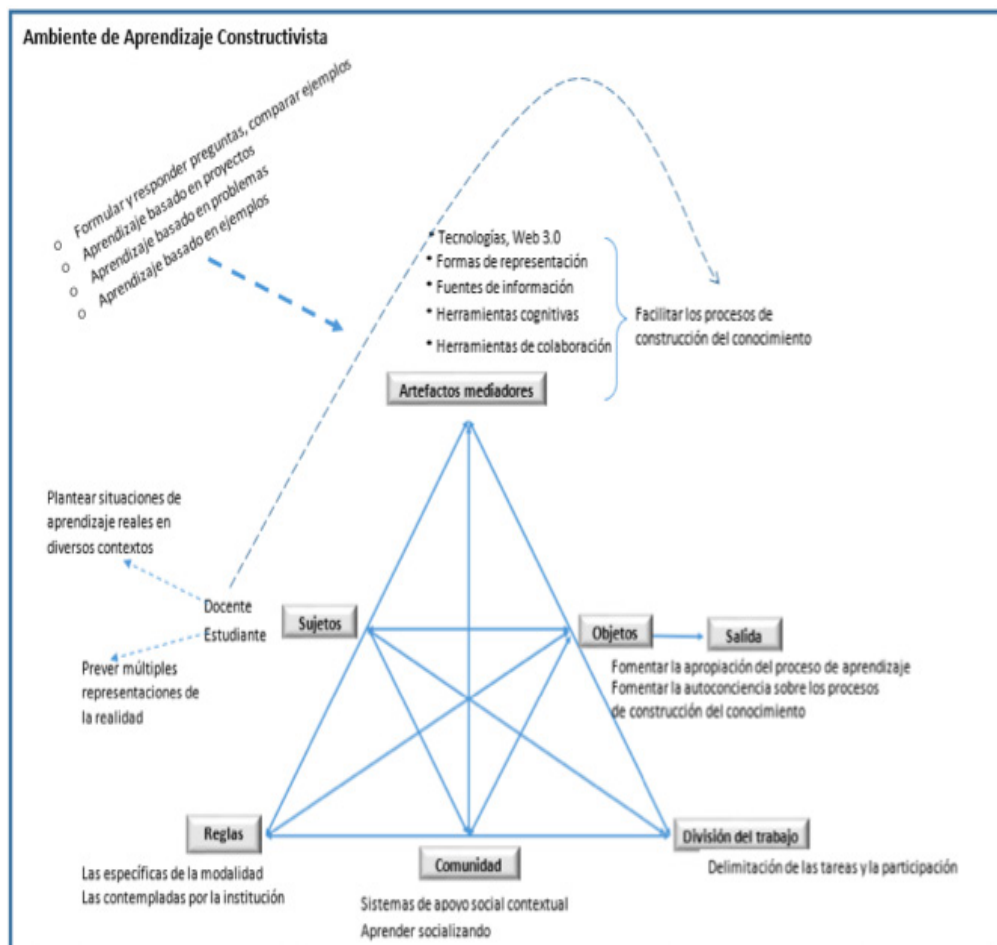 Ambiente de Aprendizaje Constructivista
o Formular y responder preguntas, comparar ejemplos
o Aprendizaje basado en proyectos
o Aprendizaje basado en problemas
o Aprendizaje basado en ejemplos
* Tecnologías, Web 3.0
* Formas de representación
* Fuentes de información
* Herramientas cognitivas
* Herramientas de colaboración
Facilitar los procesos de
construcción del conocimiento
Artefactos mediadores
Plantear situaciones de
aprendizaje reales en
diversos contextos
Docente
Estudiante
Sujetos
Objetos
Salida
Prever múltiples
representaciones de
la realidad
Fomentar la apropiación del proceso de aprendizaje
Fomentar la autoconciencia sobre los procesos
de construcción del conocimiento
Reglas
Las específicas de la modalidad
Las contempladas por la institución
Comunidad
Sistemas de apoyo social contextual
Aprender socializando
División del trabajo
Delimitación de las tareas y la participación